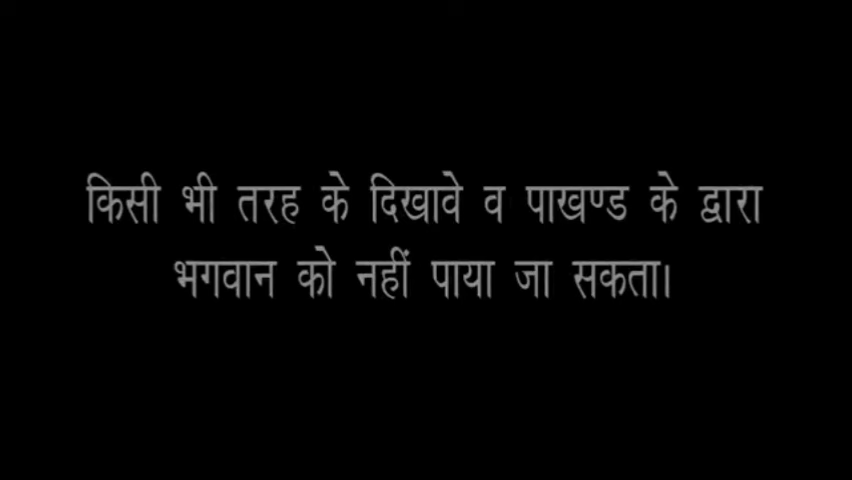 किसी भी तरह के दिखावे व पाखण्ड के द्वारा
भगवान को नहीं पाया जा सकता।